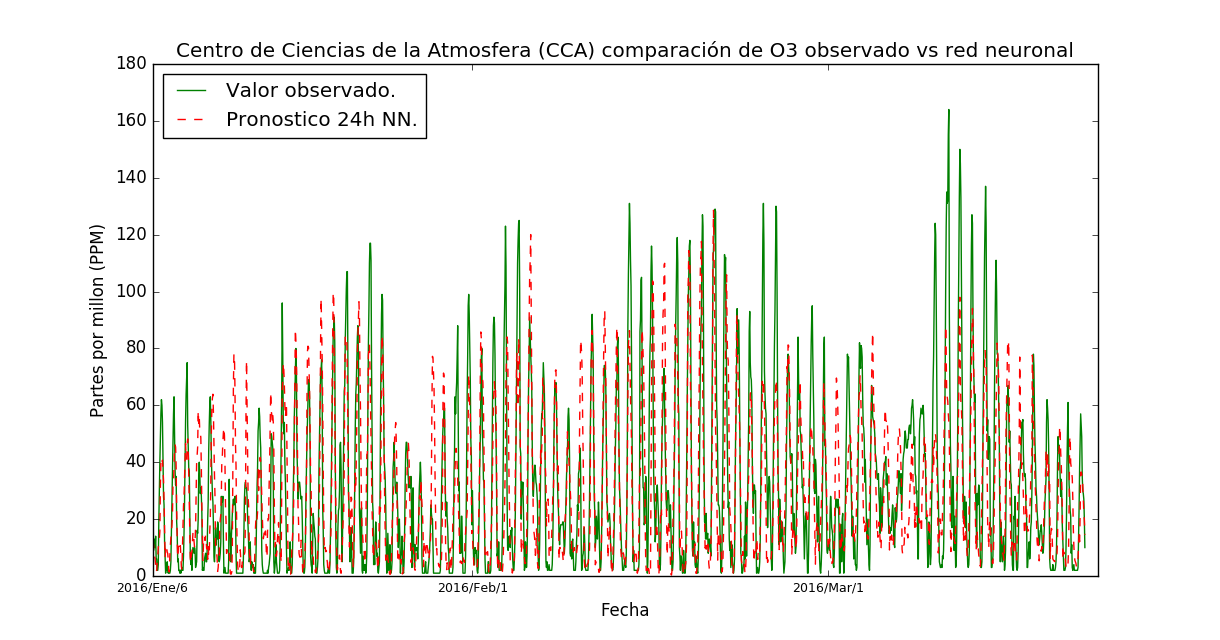 Centro de Ciencias de la Atmosfera (CCA) comparación de O3 observado vs red neuronal
Valor observado.
Pronostico 24h NN.
Partes por millon (PPM)
180
160
140
120
100
80
60
40
20
0
2016/Ene/6
2016/Feb/1
2016/Mar/1
Fecha